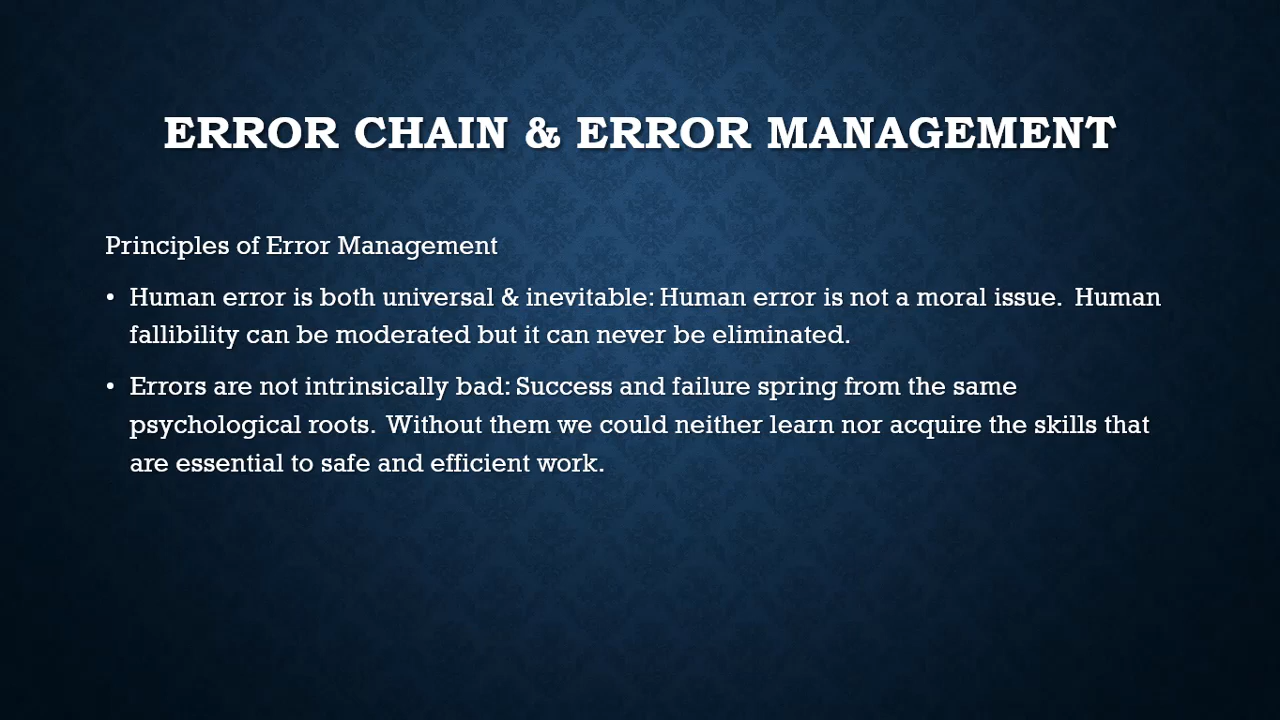 ERROR CHAIN & ERROR MANAGEMENT
Principles of Error Management
• Human error is both universal & inevitable: Human error is not a moral issue.  Human
fallibility can be moderated but it can never be eliminated.
• Errors are not intrinsically bad: Success and failure spring from the same
psychological roots.  Without them we could neither learn nor acquire the skills that
are essential to safe and efficient work.